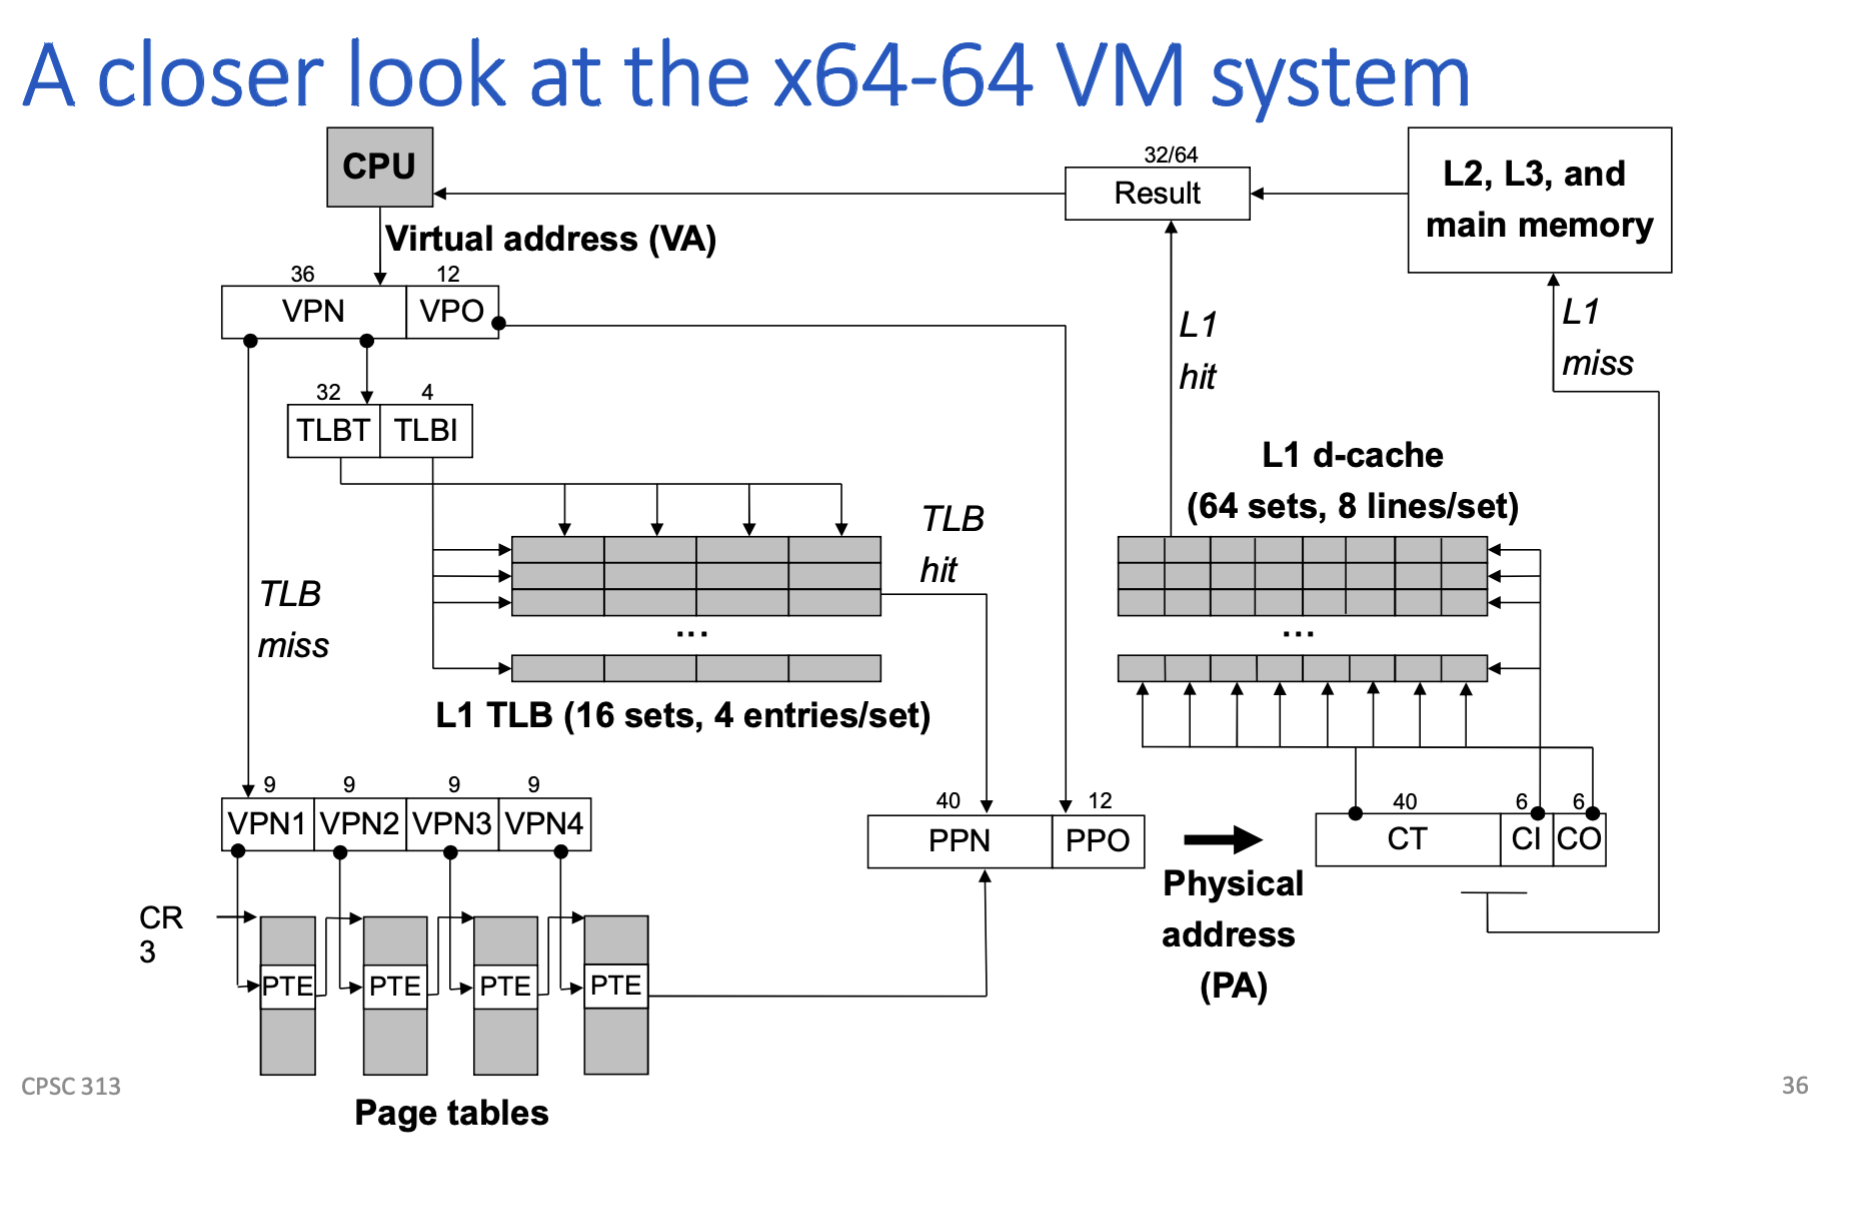 A closer look at the x64-64 VM system
CPU
32/64
Result
L2, L3, and
main memory
Virtual address (VA)
36
12
VPN
VPO
L1
hit
L1
miss
32
4
TLBT
TLBI
L1 d-cache
(64 sets, 8 lines/set)
TLB
hit
TLB
miss
...
...
L1 TLB (16 sets, 4 entries/set)
9
9
9
9
VPN1
VPN2
VPN3
VPN4
40
12
PPN
PPO
40
6
6
CT
CI
CO
Physical
address
(PA)
CR
3
PTE
PTE
PTE
PTE
Page tables
CPSC 313
36